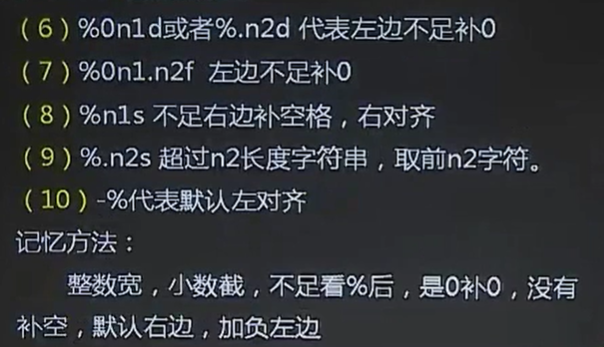 （6）%0n1d或者%.n2d 代表左边不足补0
（7）%0n1.n2f 左边不足补0
（8）%n1s 不足右边补空格，右对齐
（9）%.n2s 超过n2长度字符串，取前n2字符。
（10）-%代表默认左对齐
记忆方法：
整数宽，小数截，不足看%后，是0补0，没有
补空，默认右边，加负左边